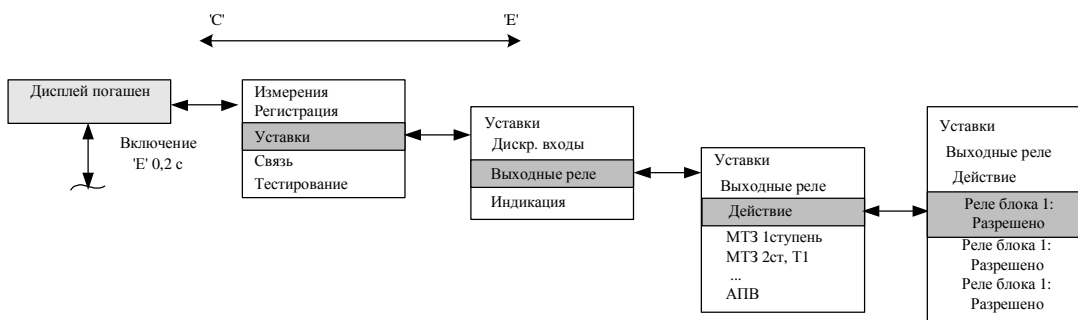 'C'
'E'
Дисплей погашен
Включение
'E' 0,2 с
Измерения
Регистрация
Уставки
Связь
Тестирование
Уставки
Дискр. входы
Выходные реле
Индикация
Уставки
Выходные реле
Действие
МТЗ 1ступень
МТЗ 2ст, Т1
...
АПВ
Уставки
Выходные реле
Действие
Реле блока 1:
Разрешено
Реле блока 1:
Разрешено
Реле блока 1:
Разрешено